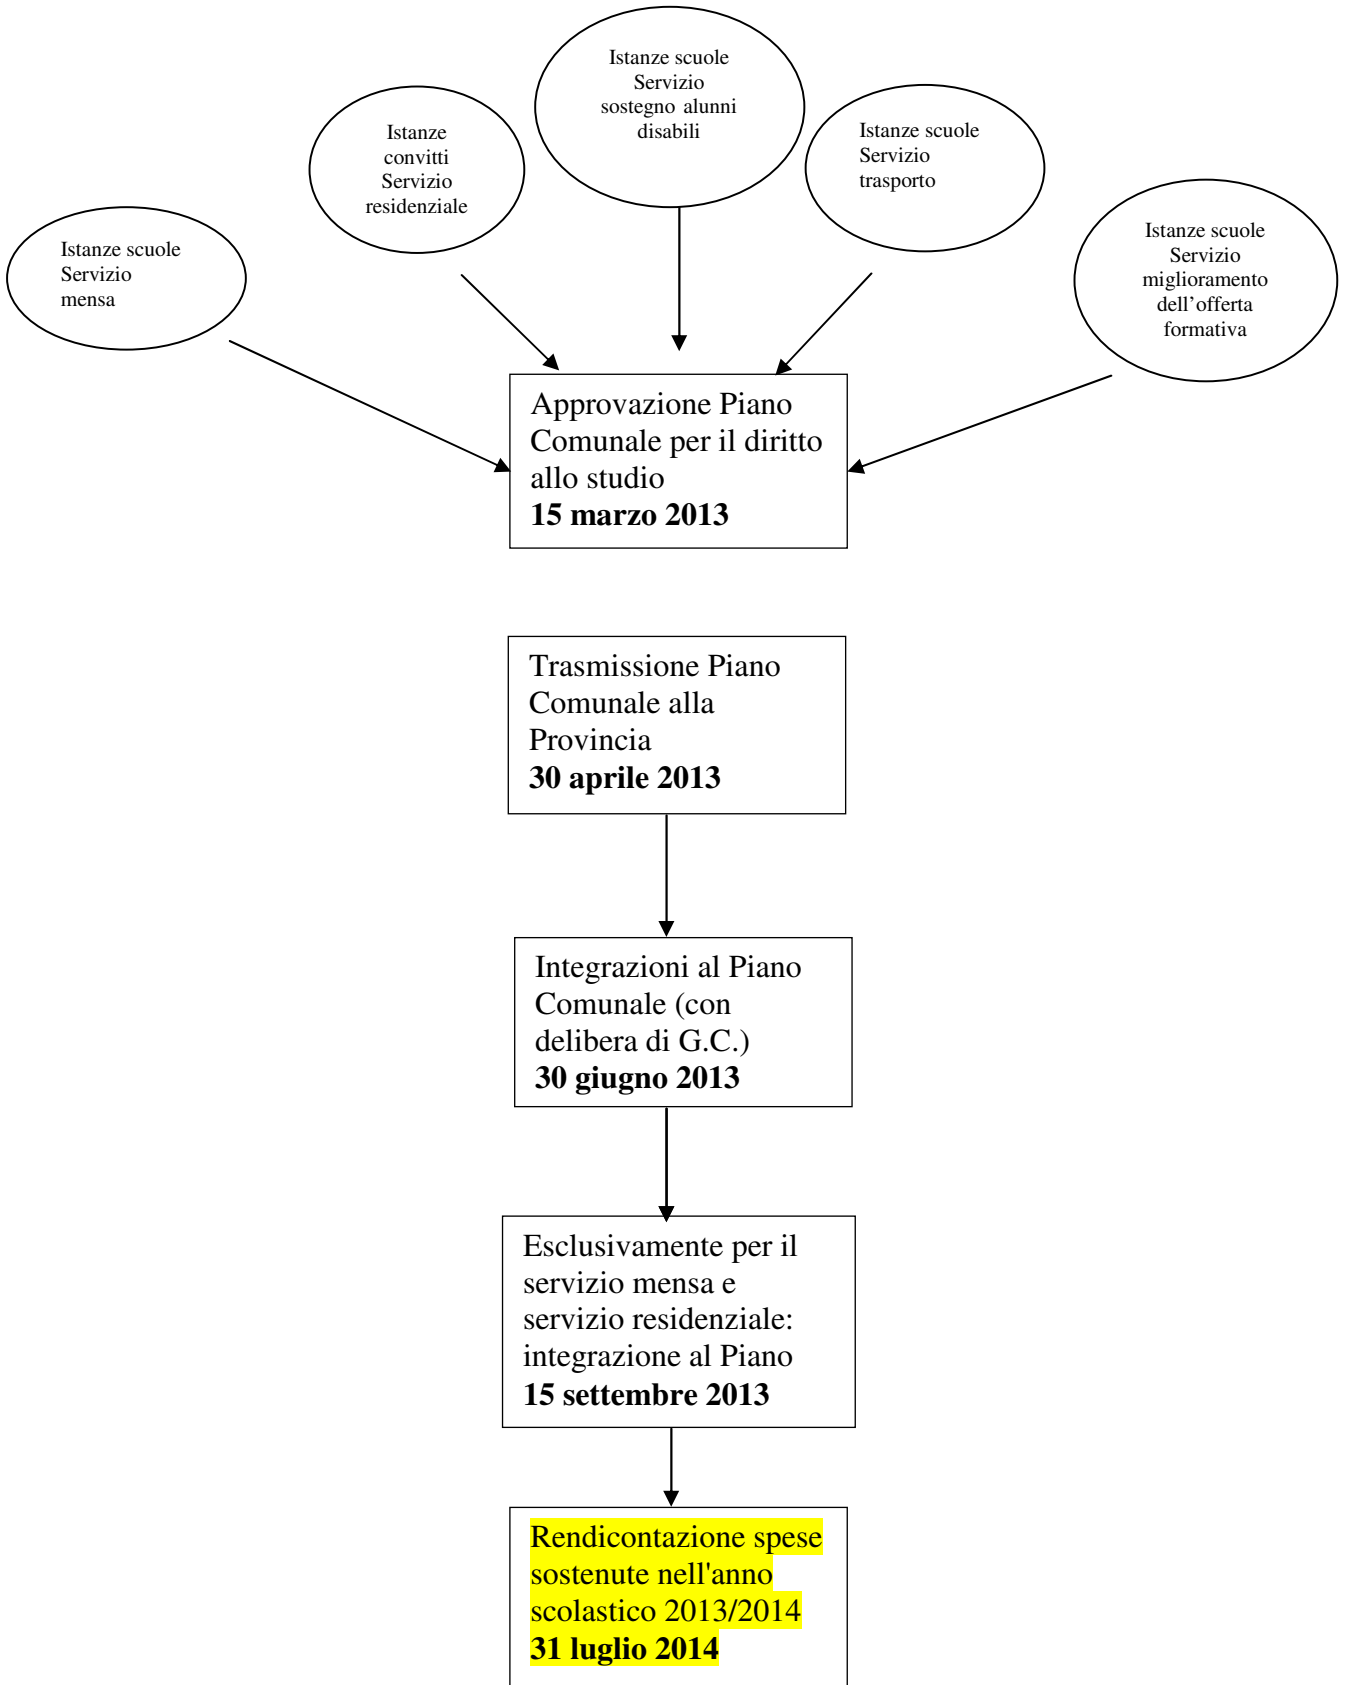 Istanze scuole
Servizio
sostegno alunni
disabili
Istanze
convitti
Servizio
residenziale
Istanze scuole
Servizio
trasporto
Istanze scuole
Servizio
mensa
Istanze scuole
Servizio
miglioramento
dell'offerta
formativa
Approvazione Piano
Comunale per il diritto
allo studio
15 marzo 2013
Trasmissione Piano
Comunale alla
Provincia
30 aprile 2013
Integrazioni al Piano
Comunale (con
delibera di G.C.)
30 giugno 2013
Esclusivamente per il
servizio mensa e
servizio residenziale:
integrazione al Piano
15 settembre 2013
Rendicontazione spese
sostenute nell'anno
scolastico 2013/2014
31 luglio 2014